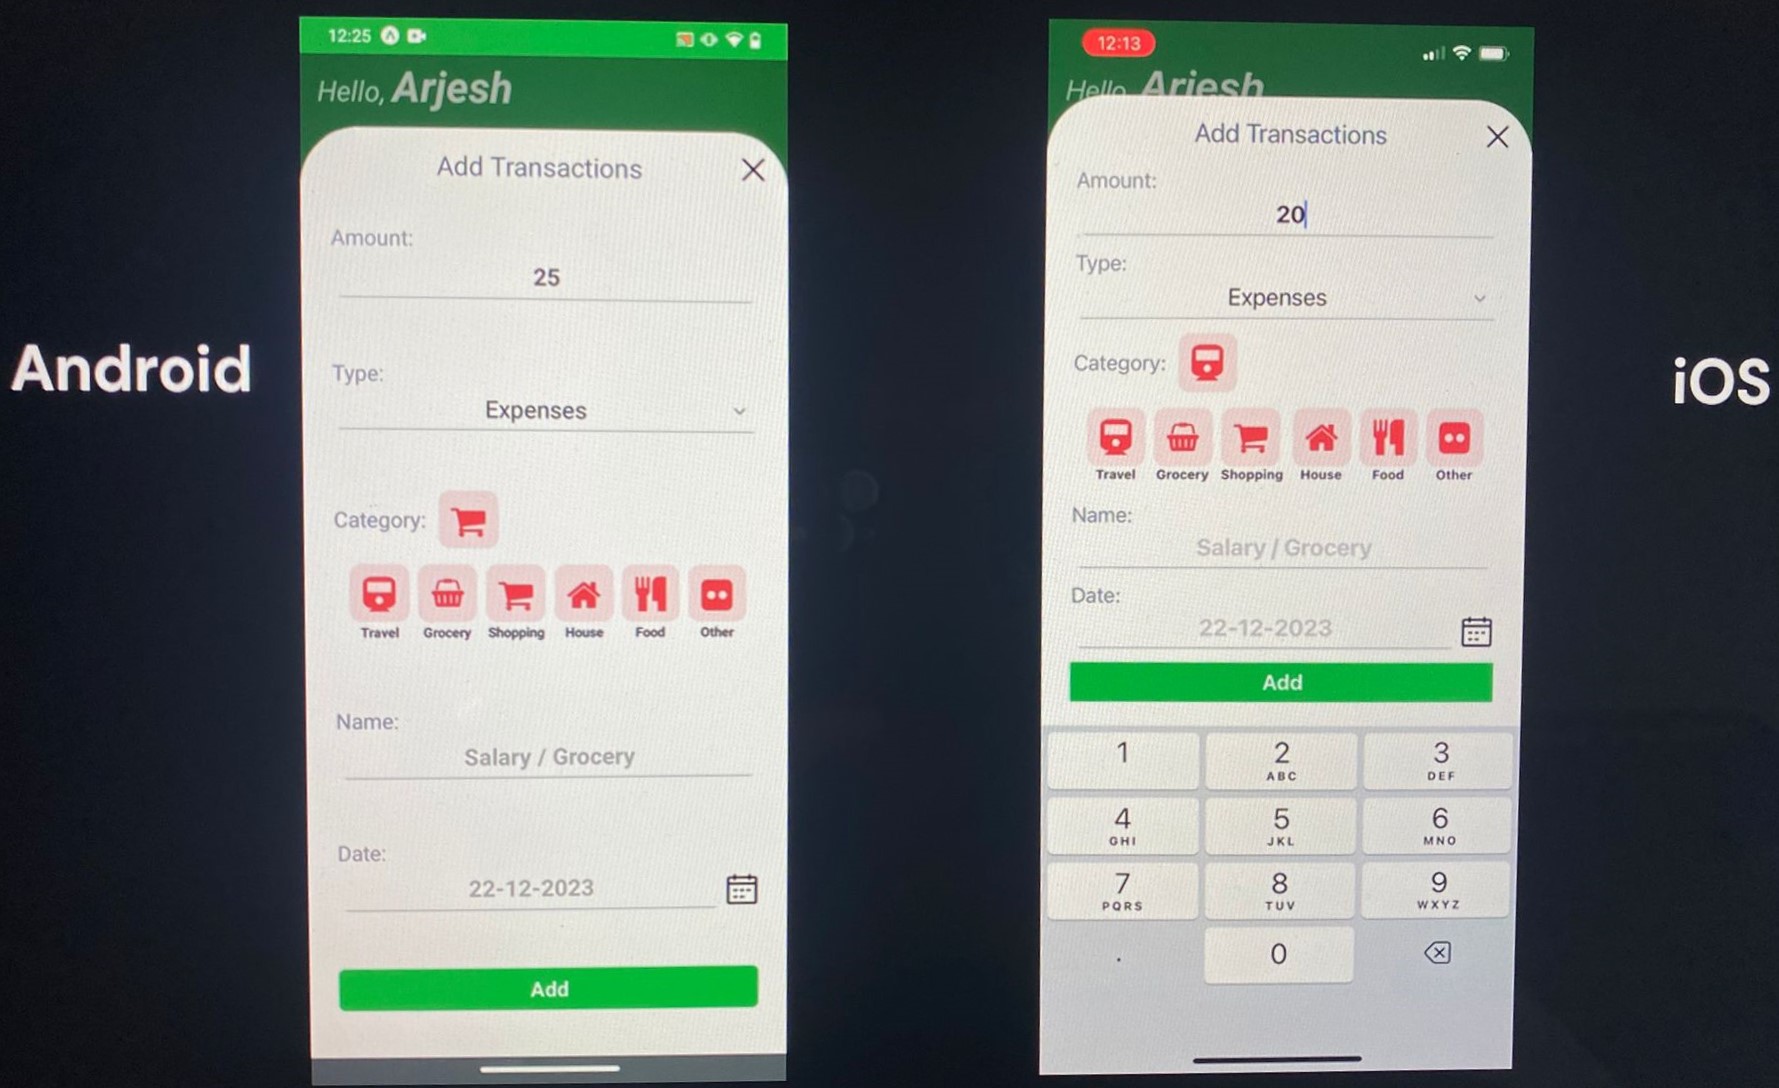 Android
12:25
Hello, Arjesh
Add Transactions
Amount:
25
Type:
Expenses
Category:
Travel Grocery Shopping House Food Other
Name:
Salary / Grocery
Date:
22-12-2023
Add
12:13
Hello, Arjesh
Add Transactions
Amount:
20
Type:
Expenses
Category:
Travel Grocery Shopping House Food Other
Name:
Salary / Grocery
Date:
22-12-2023
Add
1 2 3
ABC DEF
4 5 6
GHI JKL MNO
7 8 9
PQRS TUV WXYZ
. 0
iOS